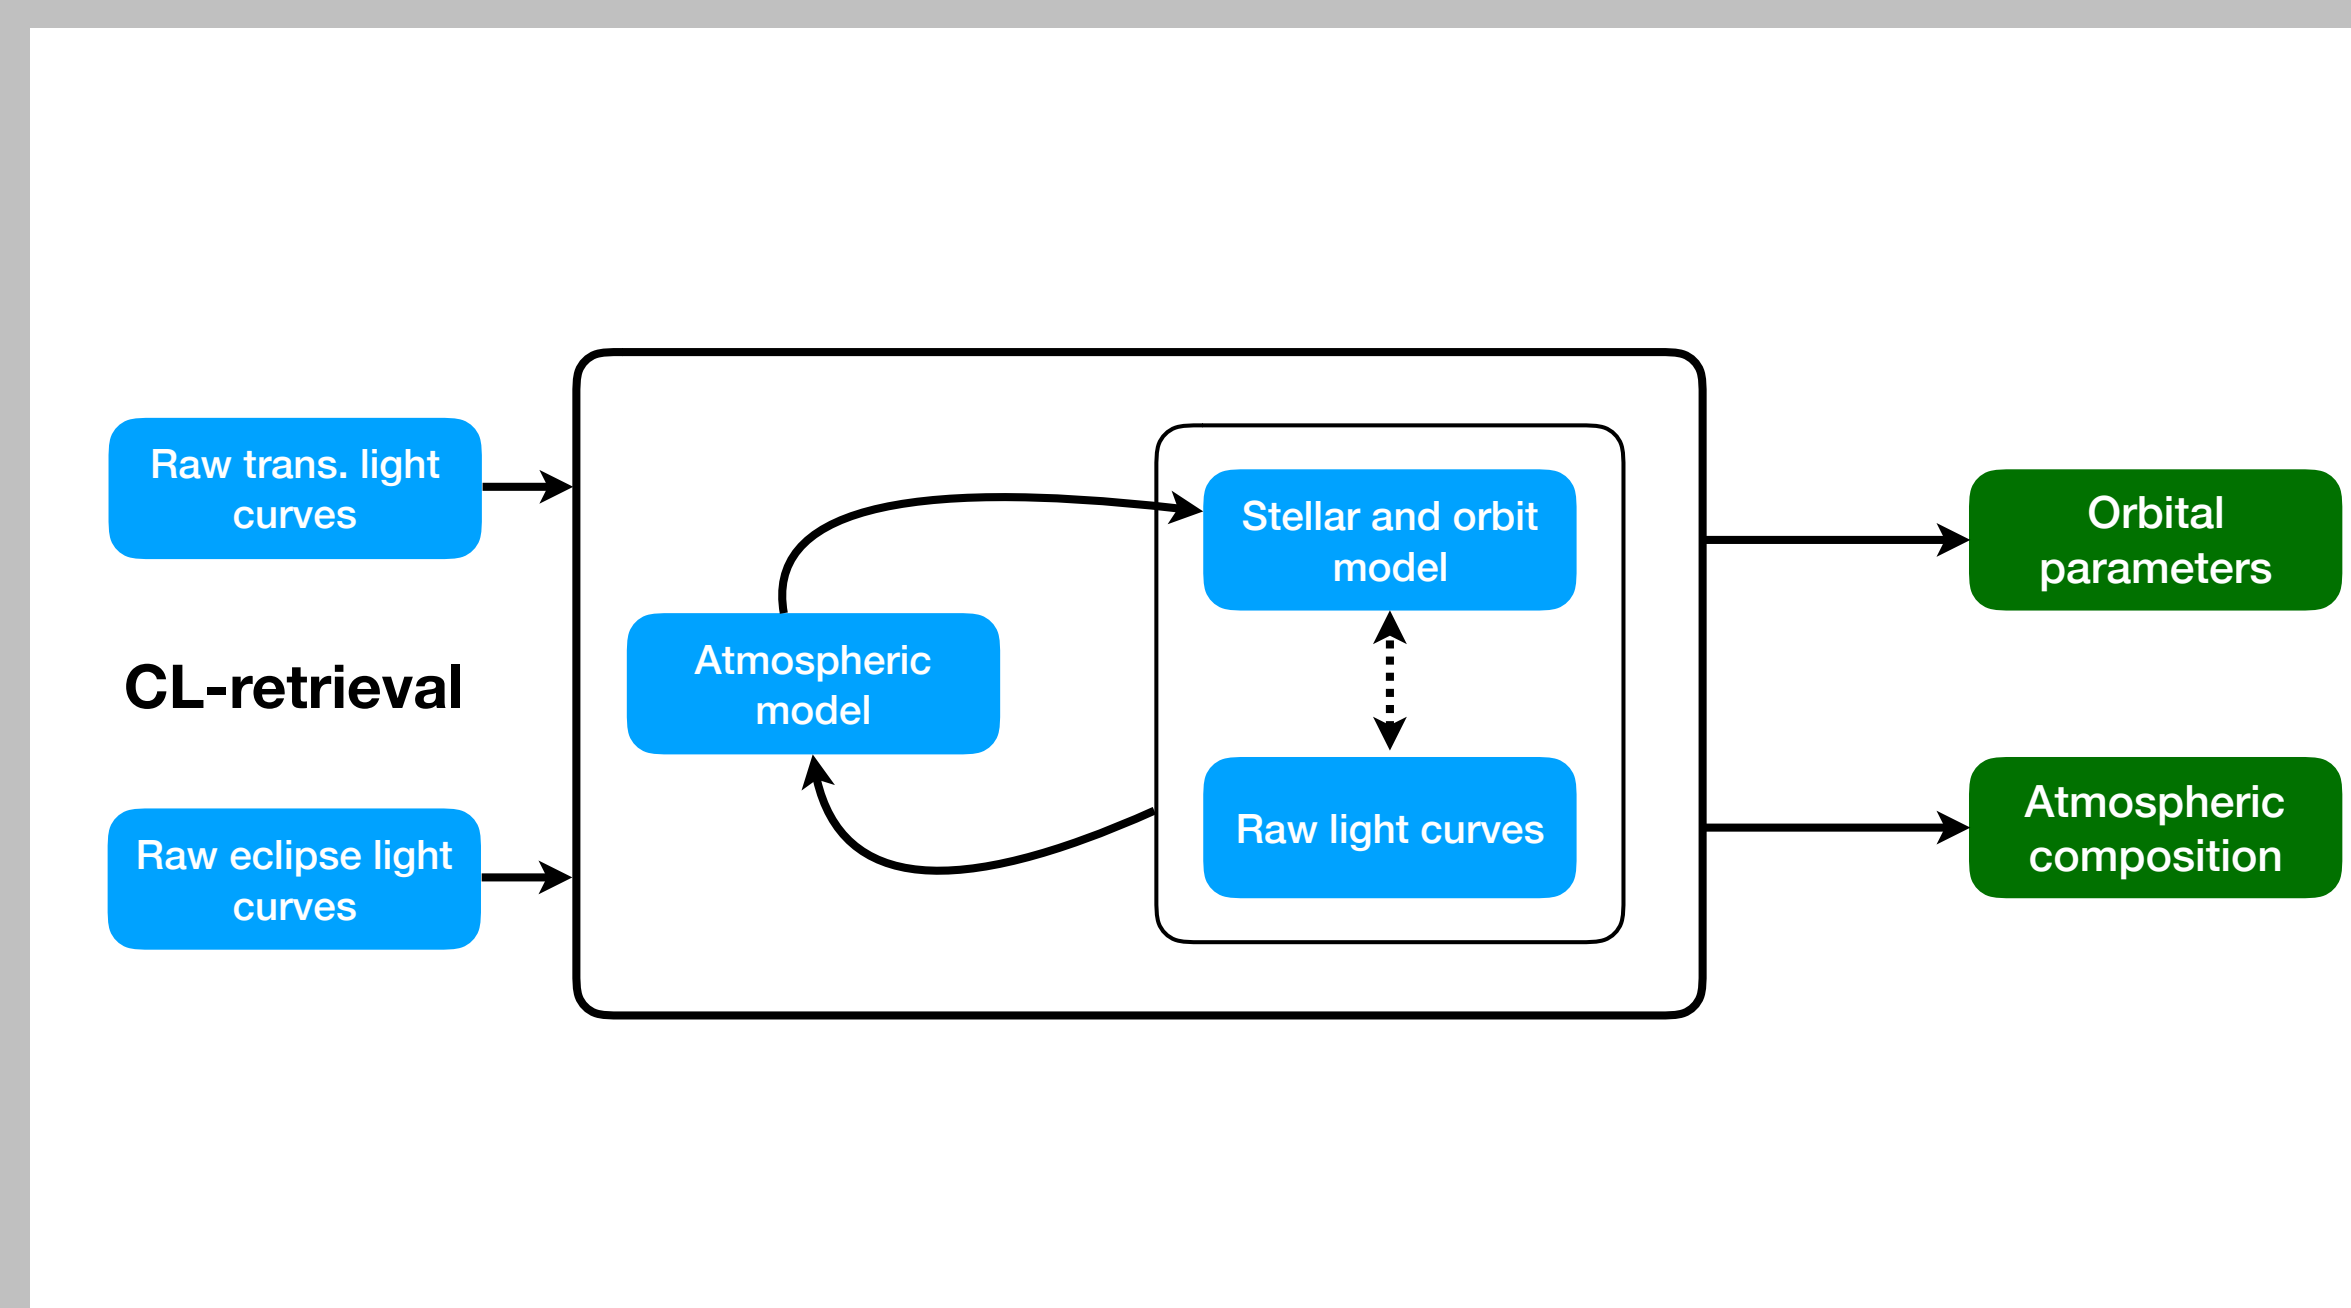 Raw trans. light
curves
CL-retrieval
Raw eclipse light
curves
Atmospheric
model
Stellar and orbit
model
Raw light curves
Orbital
parameters
Atmospheric
composition